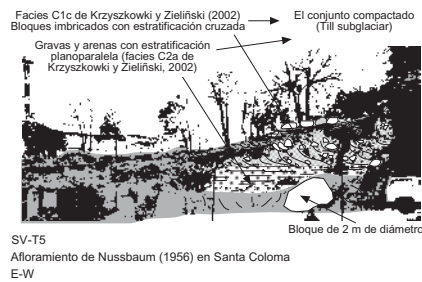 Facies C1c de Krzyszkowki y Zieliński (2002)
Bloques imbricados con estratificación cruzada
El conjunto compactado
(Till subglaciar)
Gravas y arenas con estratificación
planoparalela (facies C2a de
Krzyszkowki y Zieliński, 2002)
Bloque de 2 m de diámetro
SV-T5
Afloramiento de Nussbaum (1956) en Santa Coloma
E-W